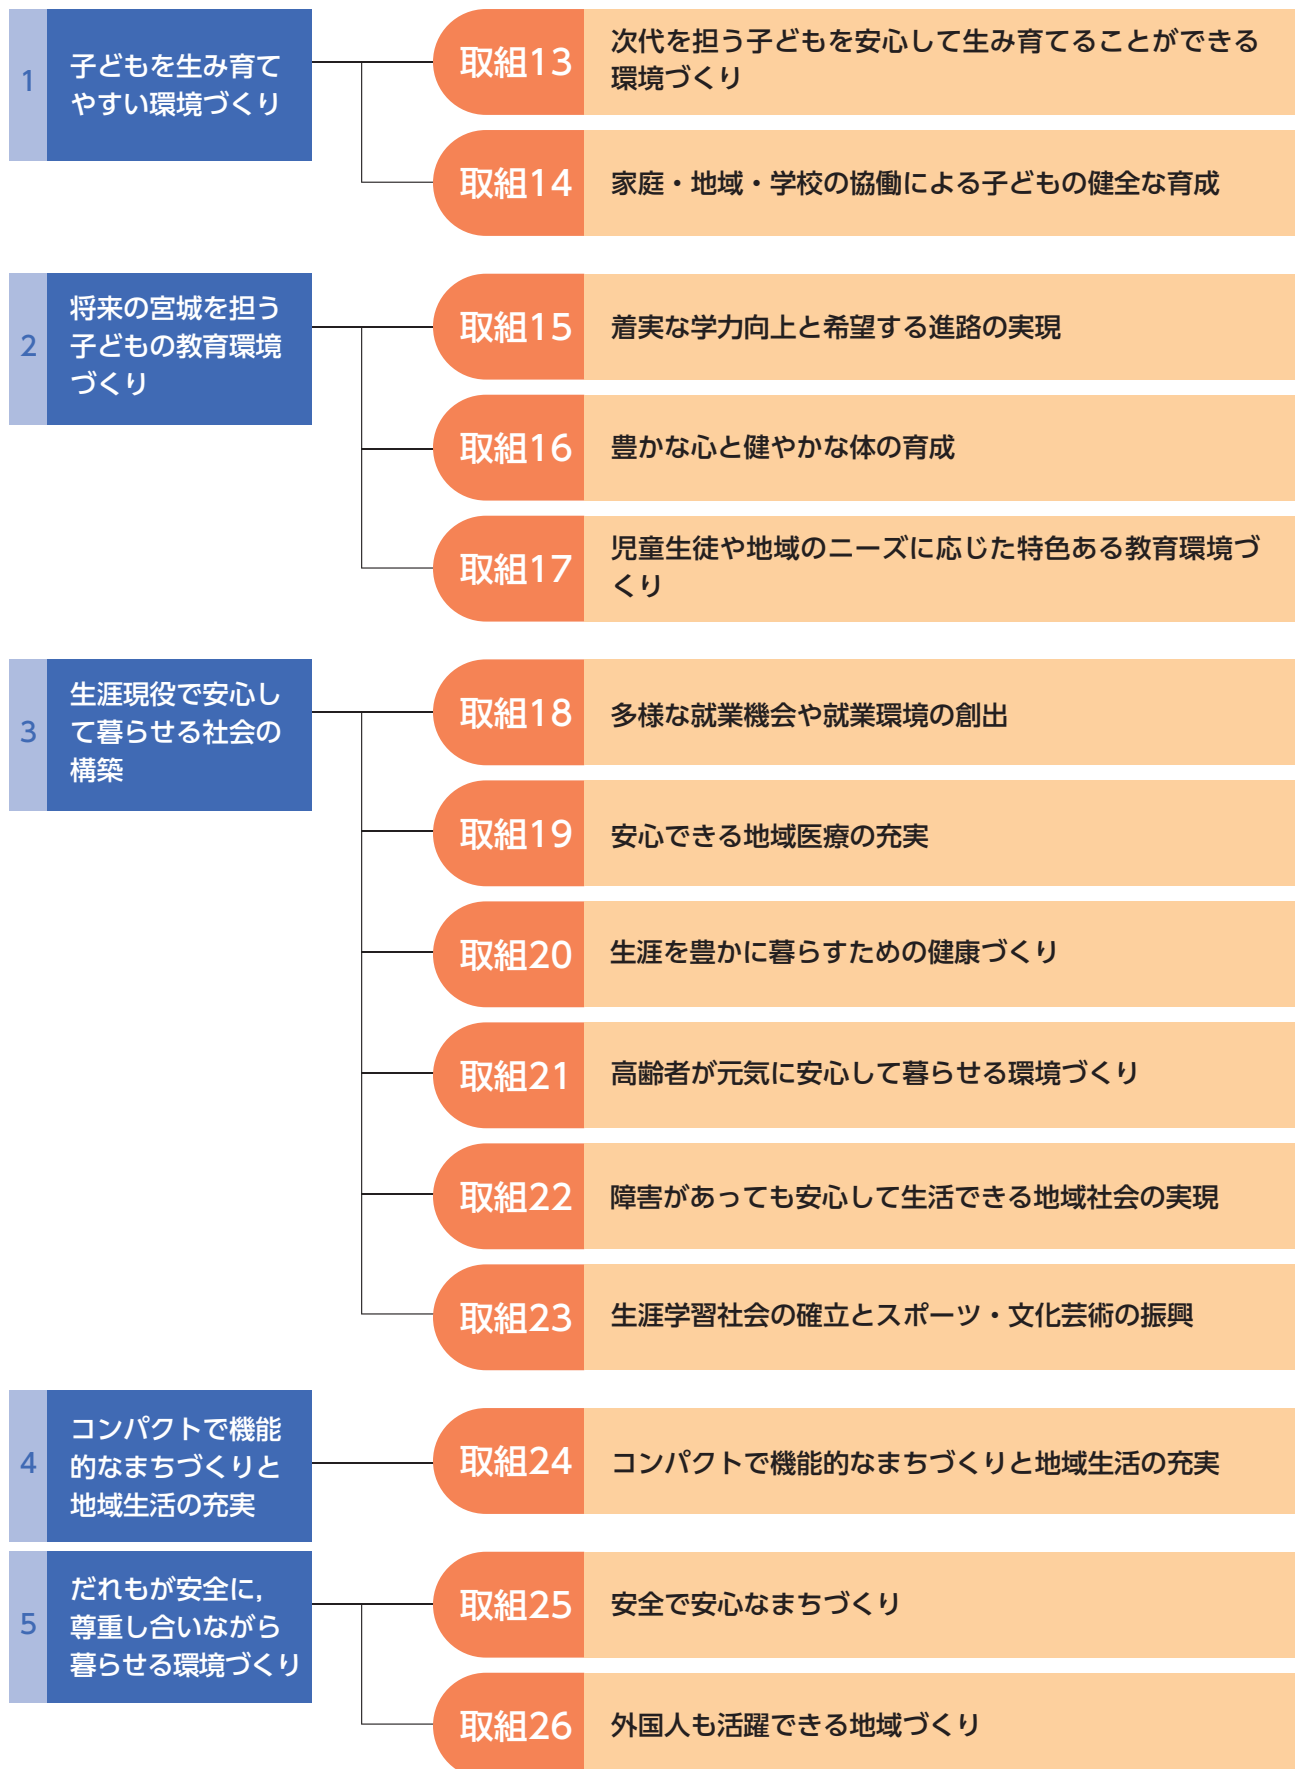 1
子どもを生み育て
やすい環境づくり
取組13
次代を担う子どもを安心して生み育てることができる
環境づくり
取組14
家庭・地域・学校の協働による子どもの健全な育成
2
将来の宮城を担う
子どもの教育環境
づくり
取組15
着実な学力向上と希望する進路の実現
取組16
豊かな心と健やかな体の育成
取組17
児童生徒や地域のニーズに応じた特色ある教育環境づ
くり
3
生涯現役で安心し
て暮らせる社会の
構築
取組18
多様な就業機会や就業環境の創出
取組19
安心できる地域医療の充実
取組20
生涯を豊かに暮らすための健康づくり
取組21
高齢者が元気に安心して暮らせる環境づくり
取組22
障害があっても安心して生活できる地域社会の実現
取組23
生涯学習社会の確立とスポーツ・文化芸術の振興
4
コンパクトで機能
的なまちづくりと
地域生活の充実
取組24
コンパクトで機能的なまちづくりと地域生活の充実
5
だれもが安全に,
尊重し合いながら
暮らせる環境づくり
取組25
安全で安心なまちづくり
取組26
外国人も活躍できる地域づくり